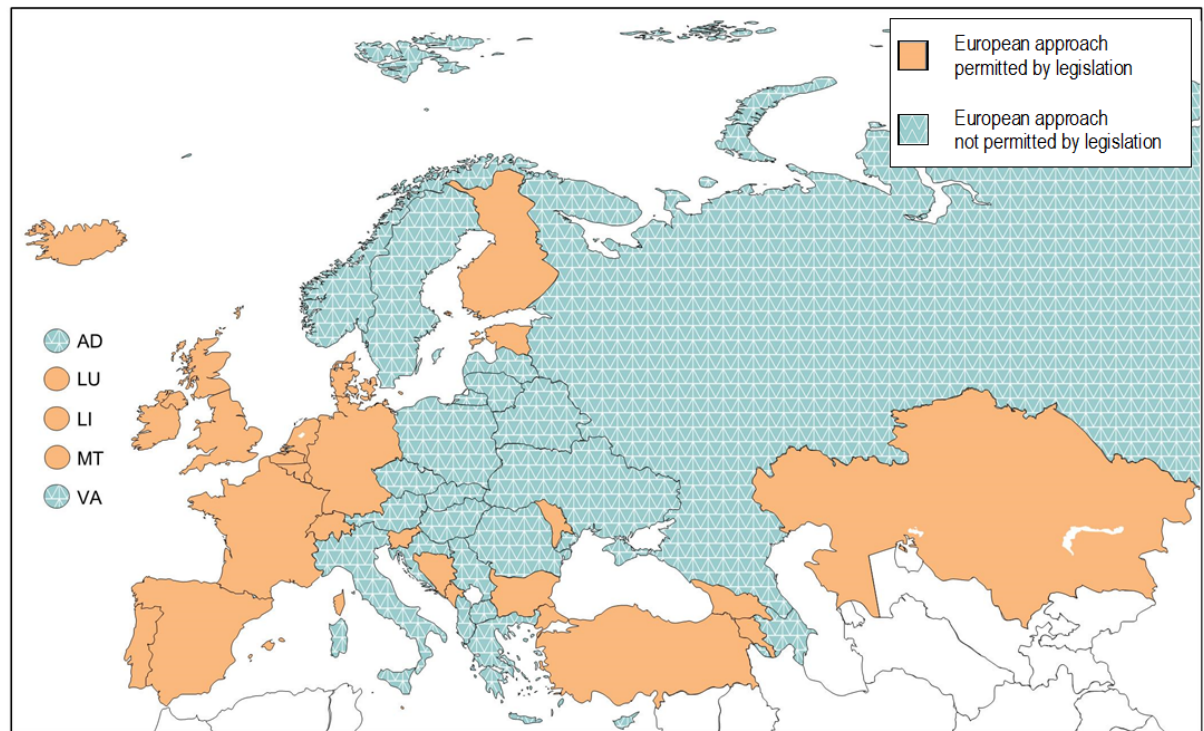 European approach
permitted by legislation
European approach
not permitted by legislation
AD
LU
LI
MT
VA